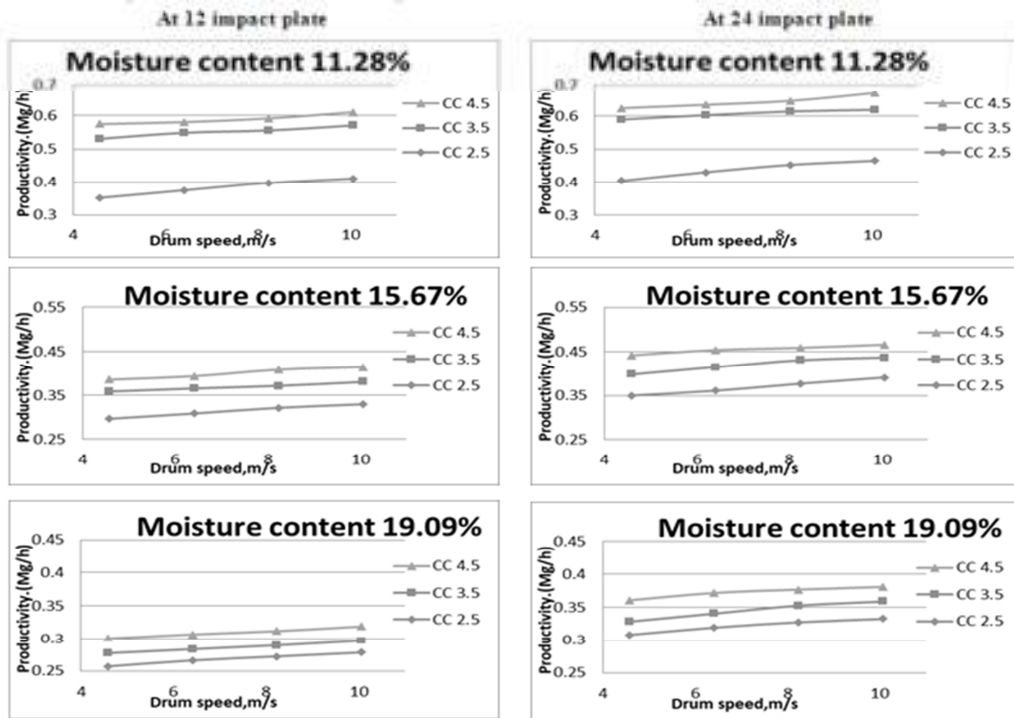 At 12 impact plate
At 24 impact plate
Moisture content 11.28%
Productivity.(Mg/h)
0.7
0.6
0.5
0.4
0.3
4
6
8
10
Drum speed,m/s
CC 4.5
CC 3.5
CC 2.5
Moisture content 11.28%
Productivity.(Mg/h)
0.7
0.6
0.5
0.4
0.3
4
6
8
10
Drum speed,m/s
CC 4.5
CC 3.5
CC 2.5
Moisture content 15.67%
Productivity.(Mg/h)
0.55
0.45
0.35
0.25
4
6
8
10
Drum speed,m/s
CC 4.5
CC 3.5
CC 2.5
Moisture content 15.67%
Productivity.(Mg/h)
0.55
0.45
0.35
0.25
4
6
8
10
Drum speed,m/s
CC 4.5
CC 3.5
CC 2.5
Moisture content 19.09%
Productivity.(Mg/h)
0.45
0.4
0.35
0.3
0.25
4
6
8
10
Drum speed,m/s
CC 4.5
CC 3.5
CC 2.5
Moisture content 19.09%
Productivity.(Mg/h)
0.45
0.4
0.35
0.3
0.25
4
6
8
10
Drum speed,m/s
CC 4.5
CC 3.5
CC 2.5